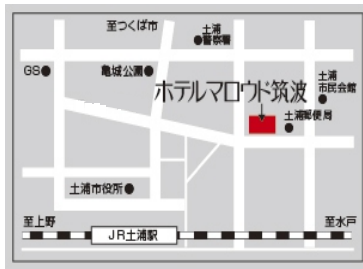 至つくば市
土浦
警察署
GS
亀城公園
土浦
市民会館
ホテルマロウド筑波
土浦郵便局
土浦市役所
至上野
至水戸
JR土浦駅